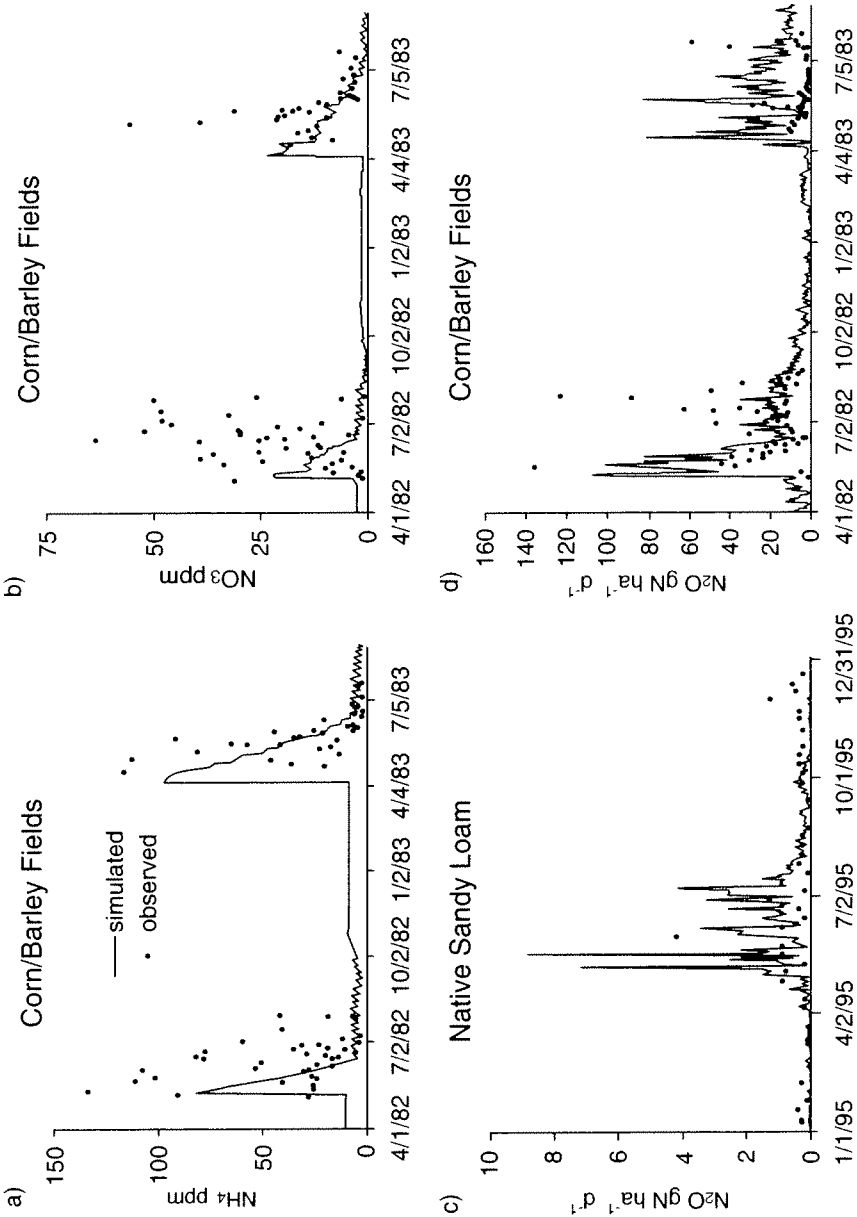 a)
Corn/Barley Fields
NH₄ ppm
150
100
50
0
simulated
observed
4/1/82 7/2/82 10/2/82 1/2/83 4/4/83 7/5/83
b)
Corn/Barley Fields
NO₃ ppm
75
50
25
0
4/1/82 7/2/82 10/2/82 1/2/83 4/4/83 7/5/83
c)
Native Sandy Loam
N₂O gN ha⁻¹ d⁻¹
10
8
6
4
2
0
1/1/95 4/2/95 7/2/95 10/1/95 12/31/95
d)
Corn/Barley Fields
N₂O gN ha⁻¹ d⁻¹
160
140
120
100
80
60
40
20
0
4/1/82 7/2/82 10/2/82 1/2/83 4/4/83 7/5/83